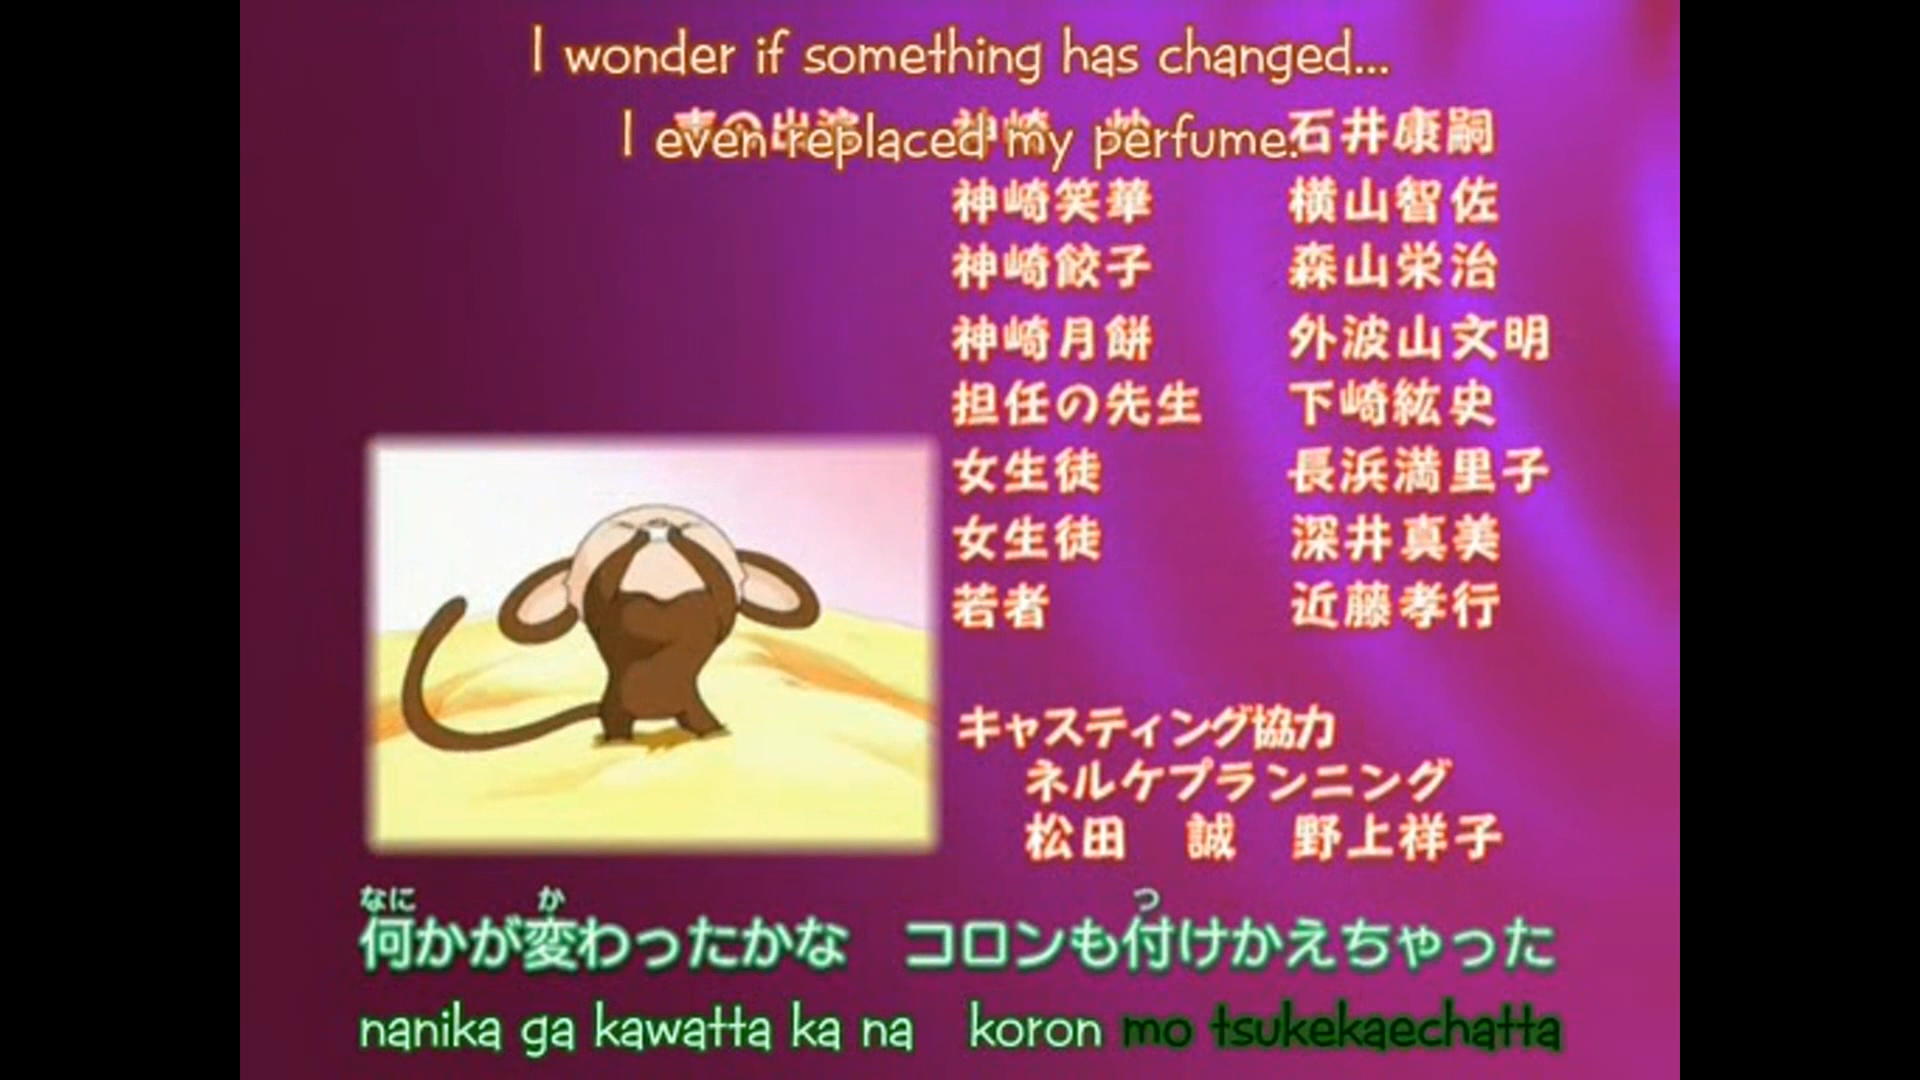 I wonder if something has changed...
I even replaced my perfume.
声の出演 神崎 石井康嗣
神崎笑華 横山智佐
神崎餃子 森山栄治
神崎月餅 外波山文明
担任の先生 下崎紘史
女生徒 長浜満里子
女生徒 深井真美
若者 近藤孝行
キャスティング協力
ネルケプランニング
松田 誠 野上祥子
なに か つ
何かが変わったかな コロンも付けかえちゃった
nanika ga kawatta ka na koron mo tsukekaechatta